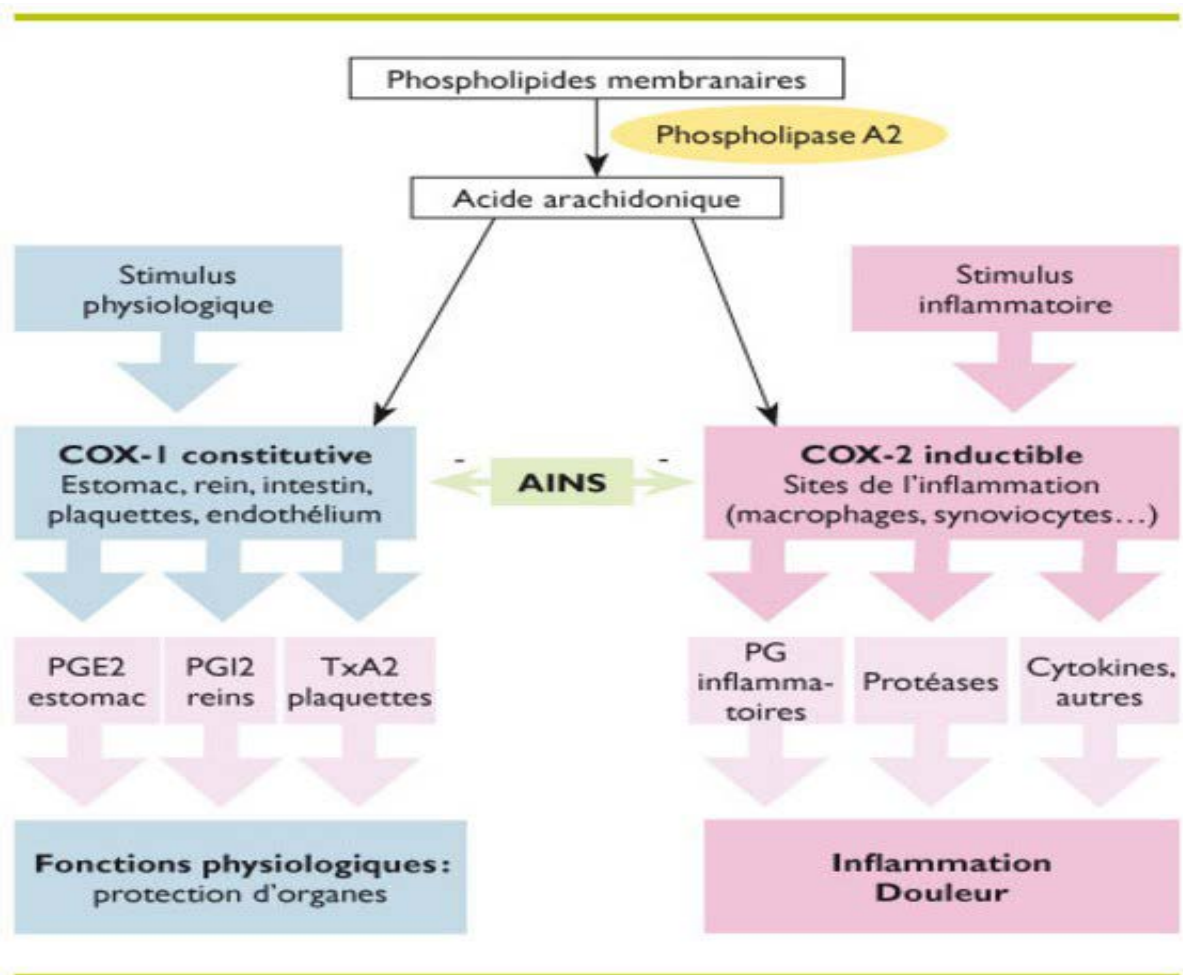 Phospholipides membranaires
Phospholipase A2
Acide arachidonique
Stimulus
physiologique
Stimulus
inflammatoire
COX-1 constitutive
Estomac, rein, intestin,
plaquettes, endothélium
-
AINS
-
COX-2 inductible
Sites de l'inflammation
(macrophages, synoviocytes…)
PGE2
estomac
PGI2
reins
TxA2
plaquettes
PG
inflamma-
toires
Protéases
Cytokines,
autres
Fonctions physiologiques :
protection d'organes
Inflammation
Douleur